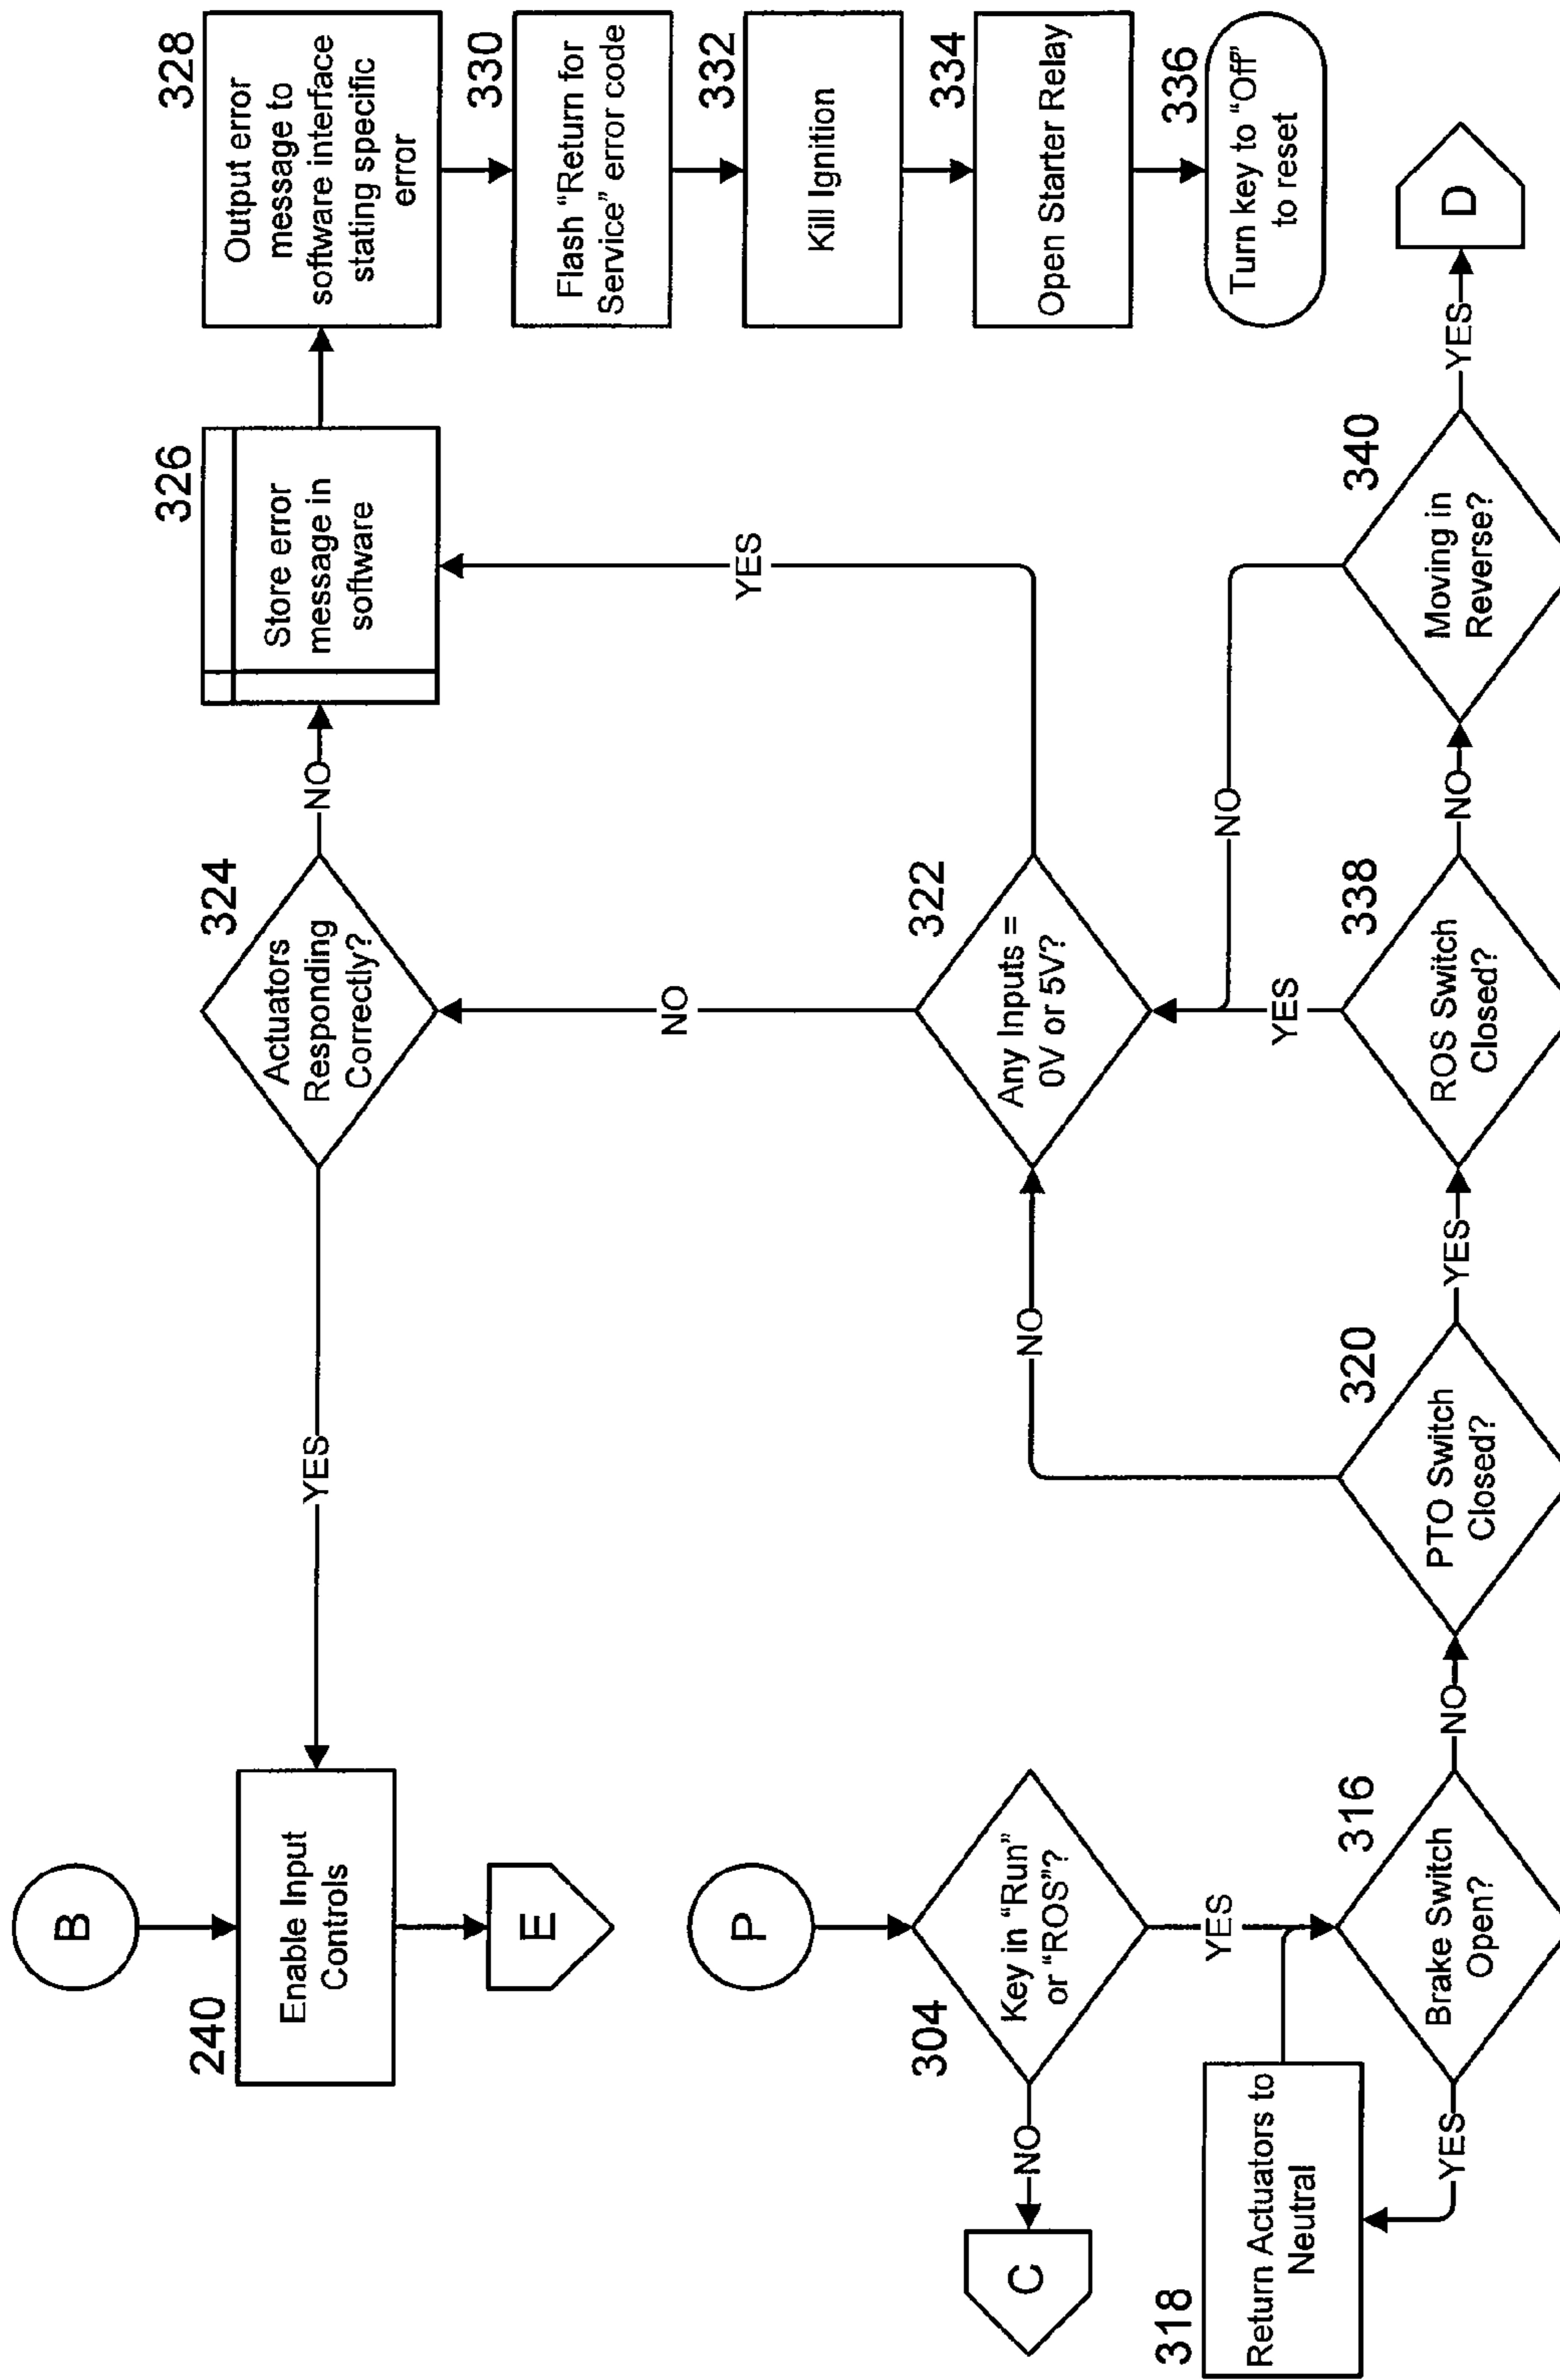 B
240
Enable Input
Controls
E
YES
324
Actuators
Responding
Correctly?
NO
326
Store error
message in
software
328
Output error
message to
software interface
stating specific
error
330
Flash “Return for
Service” error code
332
Kill Ignition
334
Open Starter Relay
336
Turn key to “Off”
to reset
P
304
Key in “Run”
or “ROS”?
NO
C
YES
318
Return Actuators to
Neutral
YES
316
Brake Switch
Open?
NO
320
PTO Switch
Closed?
NO
YES
322
Any Inputs =
0V or 5V?
NO
YES
338
ROS Switch
Closed?
YES
NO
340
Moving in
Reverse?
NO
YES
D